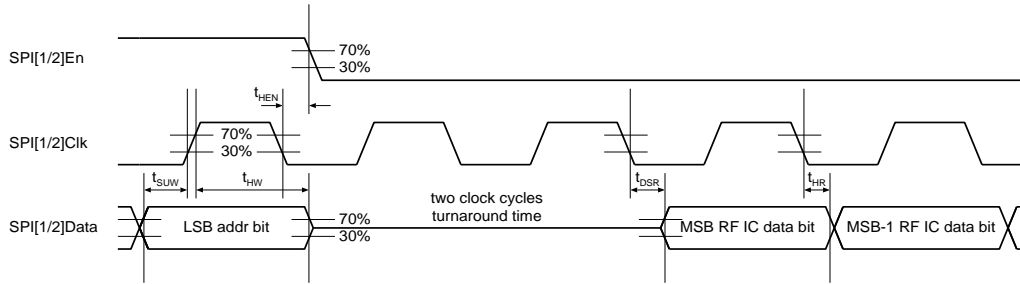 SPI[1/2]En
70%
30%
tHEN
SPI[1/2]Clk
70%
30%
tSUW
tHW
tDSR
tHR
two clock cycles
turnaround time
SPI[1/2]Data
LSB addr bit
70%
30%
MSB RF IC data bit
MSB-1 RF IC data bit